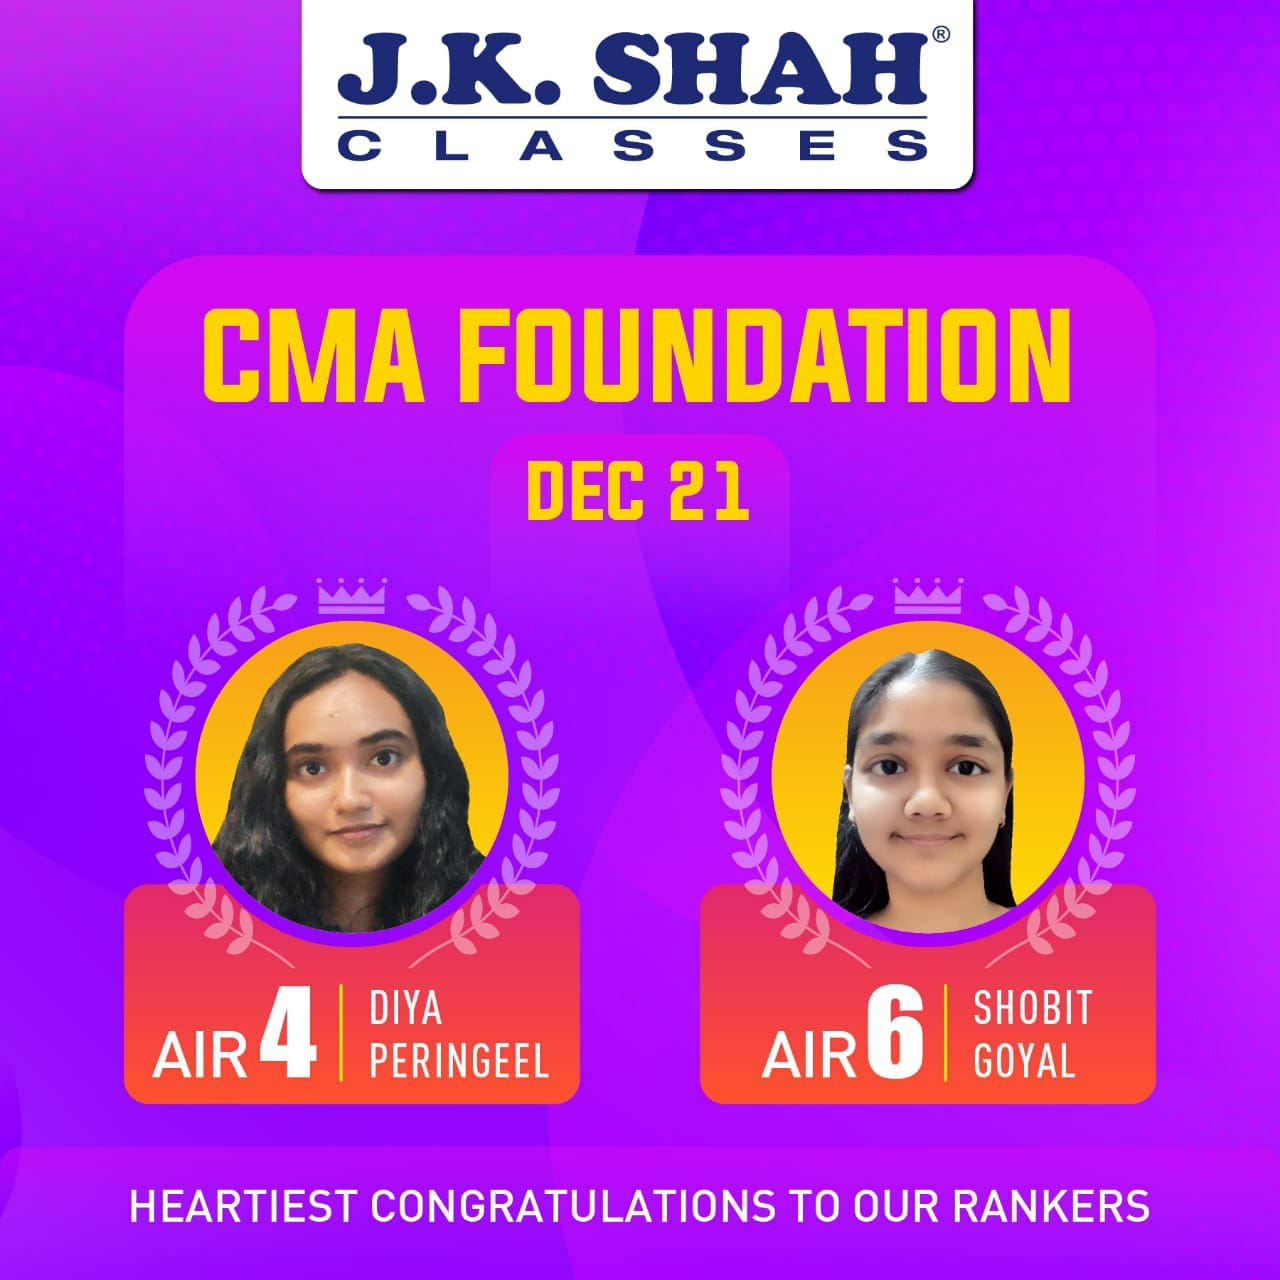 J.K. SHAH®
CLASSES
CMA FOUNDATION
DEC 21
AIR 4
DIYA
PERINGEEL
AIR 6
SHOBIT
GOYAL
HEARTIEST CONGRATULATIONS TO OUR RANKERS